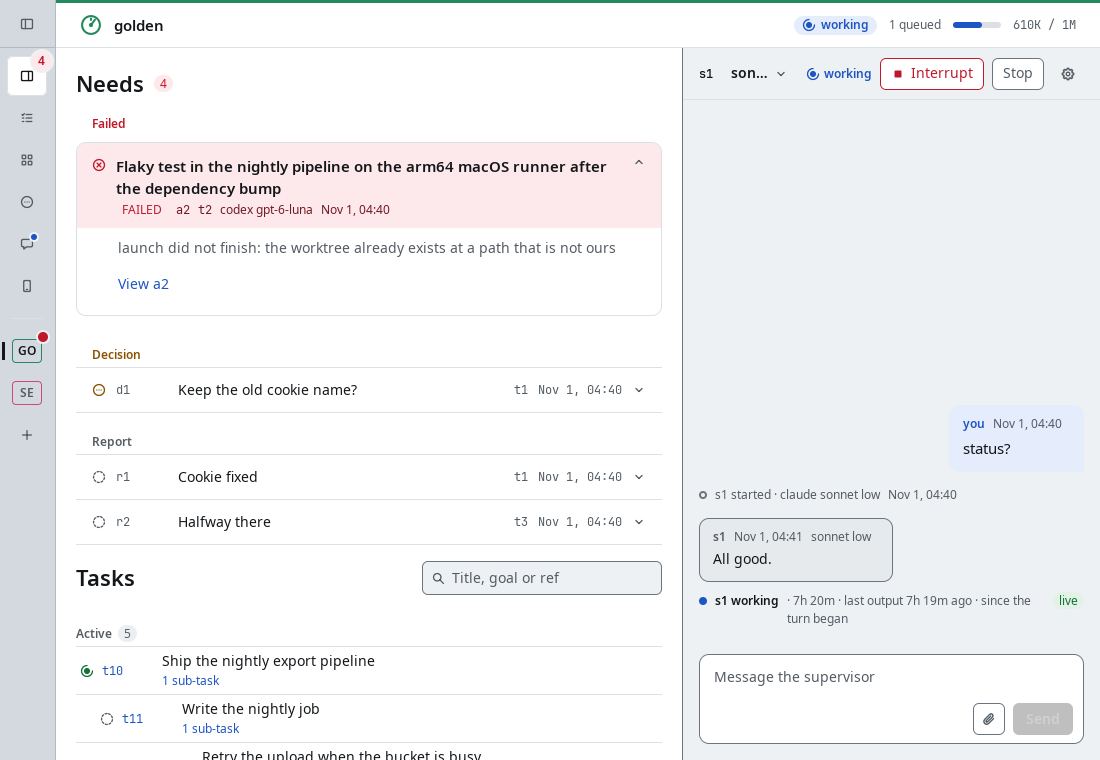 golden
working
1 queued
610K / 1M
4
GO
SE
Needs 4
Failed
Flaky test in the nightly pipeline on the arm64 macOS runner after
the dependency bump
FAILED a2 t2 codex gpt-6-luna Nov 1, 04:40
launch did not finish: the worktree already exists at a path that is not ours
View a2
Decision
d1 Keep the old cookie name? t1 Nov 1, 04:40
Report
r1 Cookie fixed t1 Nov 1, 04:40
r2 Halfway there t3 Nov 1, 04:40
Tasks
Title, goal or ref
Active 5
t10 Ship the nightly export pipeline
1 sub-task
t11 Write the nightly job
1 sub-task
Retry the upload when the bucket is busy
s1 son... working Interrupt Stop
you Nov 1, 04:40
status?
s1 started · claude sonnet low Nov 1, 04:40
s1 Nov 1, 04:41 sonnet low
All good.
s1 working · 7h 20m · last output 7h 19m ago · since the live
turn began
Message the supervisor
Send